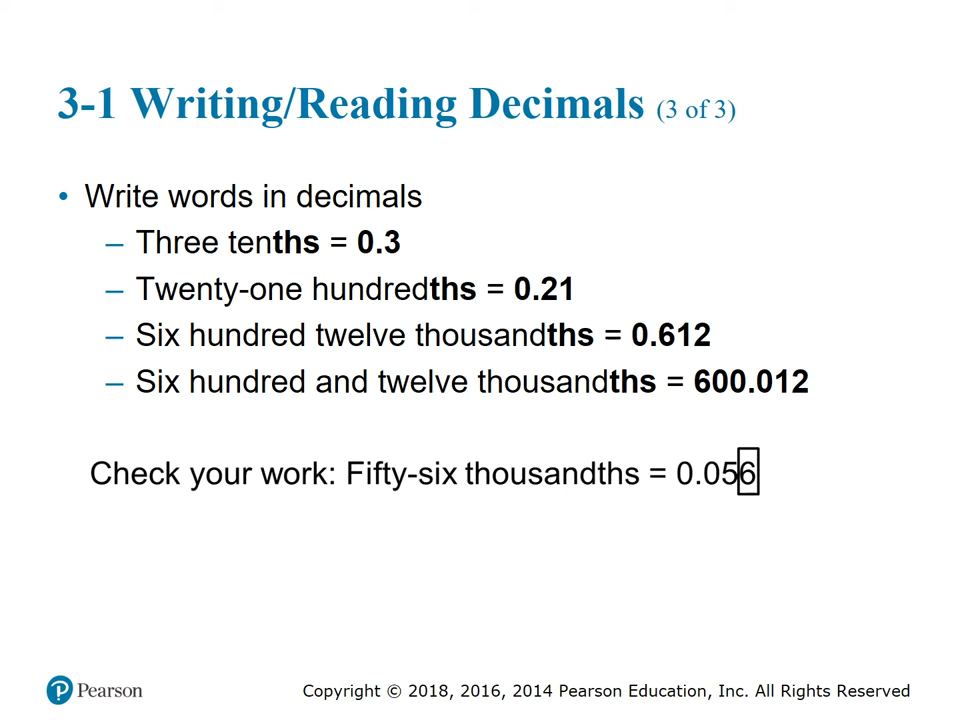 3-1 Writing/Reading Decimals (3 of 3)
• Write words in decimals
– Three tenths = 0.3
– Twenty-one hundredths = 0.21
– Six hundred twelve thousandths = 0.612
– Six hundred and twelve thousandths = 600.012
Check your work: Fifty-six thousandths = 0.056
Pearson
Copyright © 2018, 2016, 2014 Pearson Education, Inc. All Rights Reserved